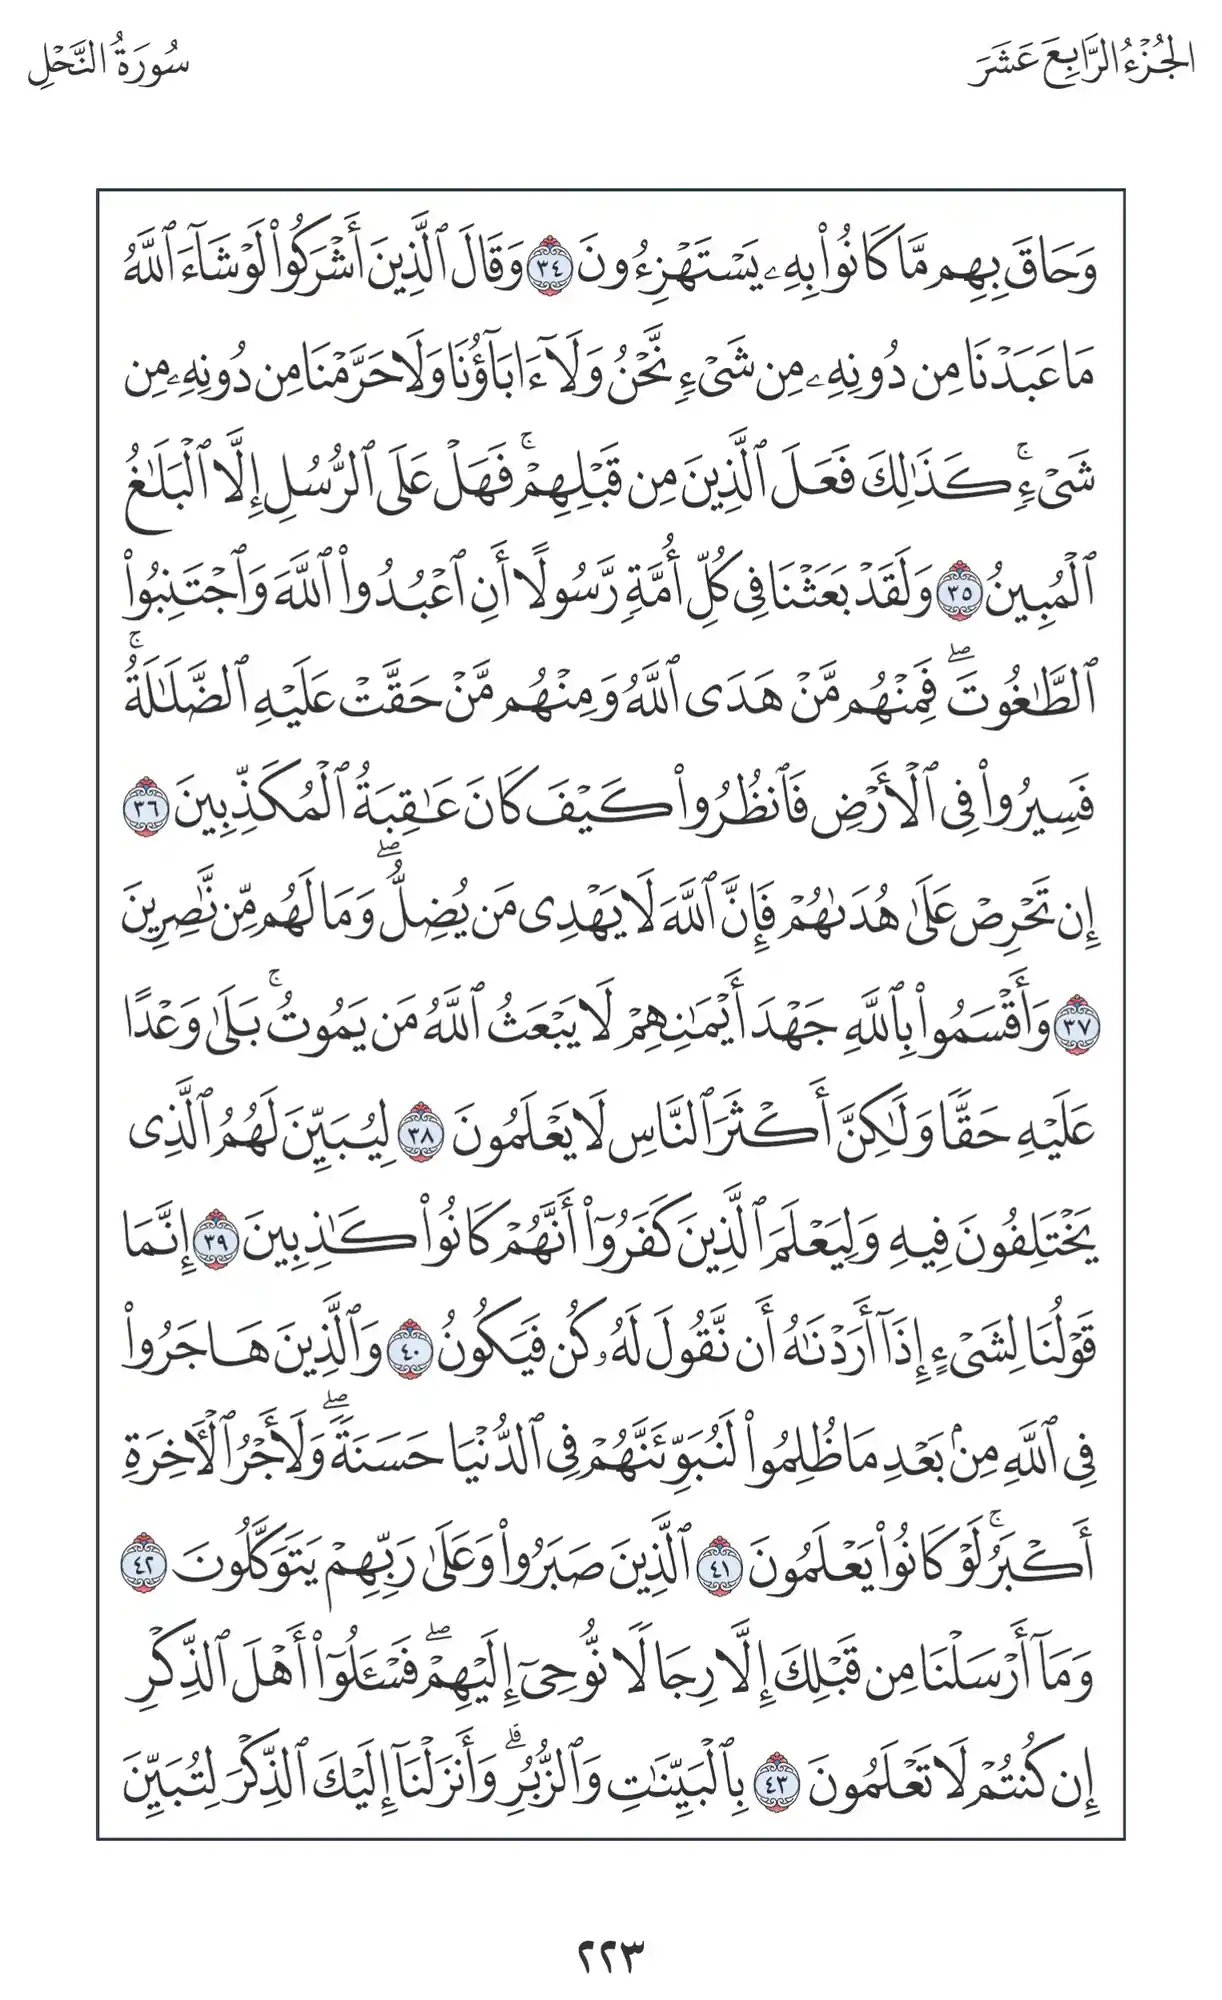 الجُزْءُ الرَّابِعَ عَشَرَ
سُورَةُ النَّحْلِ
وَحَاقَ بِهِم مَّا كَانُوا۟ بِهِۦ يَسْتَهْزِءُونَ ٣٤ وَقَالَ ٱلَّذِينَ أَشْرَكُوا۟ لَوْ شَآءَ ٱللَّهُ
مَا عَبَدْنَا مِن دُونِهِۦ مِن شَىْءٍ نَّحْنُ وَلَآ ءَابَآؤُنَا وَلَا حَرَّمْنَا مِن دُونِهِۦ مِن
شَىْءٍ ۚ كَذَٰلِكَ فَعَلَ ٱلَّذِينَ مِن قَبْلِهِمْ ۚ فَهَلْ عَلَى ٱلرُّسُلِ إِلَّا ٱلْبَلَٰغُ
ٱلْمُبِينُ ٣٥ وَلَقَدْ بَعَثْنَا فِى كُلِّ أُمَّةٍ رَّسُولًا أَنِ ٱعْبُدُوا۟ ٱللَّهَ وَٱجْتَنِبُوا۟
ٱلطَّٰغُوتَ ۖ فَمِنْهُم مَّنْ هَدَى ٱللَّهُ وَمِنْهُم مَّنْ حَقَّتْ عَلَيْهِ ٱلضَّلَٰلَةُ ۚ
فَسِيرُوا۟ فِى ٱلْأَرْضِ فَٱنظُرُوا۟ كَيْفَ كَانَ عَٰقِبَةُ ٱلْمُكَذِّبِينَ ٣٦
إِن تَحْرِصْ عَلَىٰ هُدَىٰهُمْ فَإِنَّ ٱللَّهَ لَا يَهْدِى مَن يُضِلُّ ۖ وَمَا لَهُم مِّن نَّٰصِرِينَ
٣٧ وَأَقْسَمُوا۟ بِٱللَّهِ جَهْدَ أَيْمَٰنِهِمْ لَا يَبْعَثُ ٱللَّهُ مَن يَمُوتُ ۚ بَلَىٰ وَعْدًا
عَلَيْهِ حَقًّا وَلَٰكِنَّ أَكْثَرَ ٱلنَّاسِ لَا يَعْلَمُونَ ٣٨ لِيُبَيِّنَ لَهُمُ ٱلَّذِى
يَخْتَلِفُونَ فِيهِ وَلِيَعْلَمَ ٱلَّذِينَ كَفَرُوٓا۟ أَنَّهُمْ كَانُوا۟ كَٰذِبِينَ ٣٩ إِنَّمَا
قَوْلُنَا لِشَىْءٍ إِذَآ أَرَدْنَٰهُ أَن نَّقُولَ لَهُۥ كُن فَيَكُونُ ٤٠ وَٱلَّذِينَ هَاجَرُوا۟
فِى ٱللَّهِ مِنۢ بَعْدِ مَا ظُلِمُوا۟ لَنُبَوِّئَنَّهُمْ فِى ٱلدُّنْيَا حَسَنَةً ۖ وَلَأَجْرُ ٱلْءَاخِرَةِ
أَكْبَرُ ۚ لَوْ كَانُوا۟ يَعْلَمُونَ ٤١ ٱلَّذِينَ صَبَرُوا۟ وَعَلَىٰ رَبِّهِمْ يَتَوَكَّلُونَ ٤٢
وَمَآ أَرْسَلْنَا مِن قَبْلِكَ إِلَّا رِجَالًا نُّوحِىٓ إِلَيْهِمْ ۖ فَسْـَٔلُوٓا۟ أَهْلَ ٱلذِّكْرِ
إِن كُنتُمْ لَا تَعْلَمُونَ ٤٣ بِٱلْبَيِّنَٰتِ وَٱلزُّبُرِ ۗ وَأَنزَلْنَآ إِلَيْكَ ٱلذِّكْرَ لِتُبَيِّنَ
٢٢٣